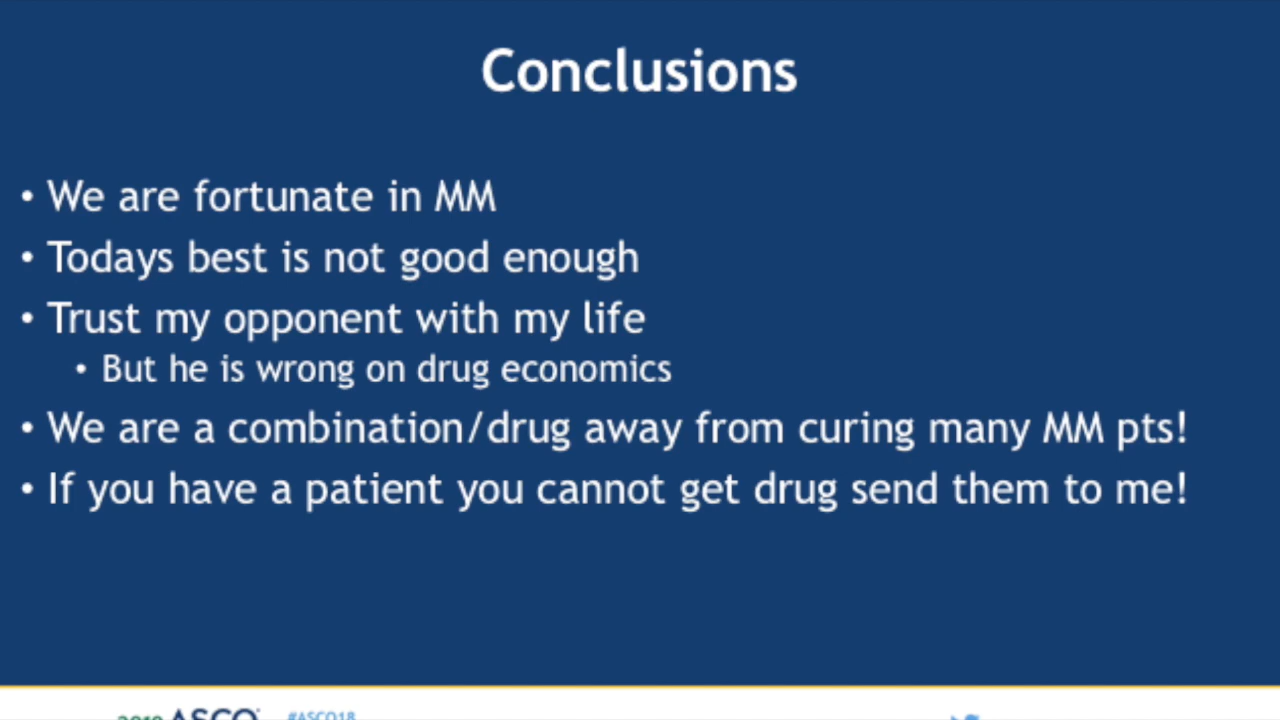 Conclusions
• We are fortunate in MM
• Todays best is not good enough
• Trust my opponent with my life
• But he is wrong on drug economics
• We are a combination/drug away from curing many MM pts!
• If you have a patient you cannot get drug send them to me!
2018 ASCO #ASCO18